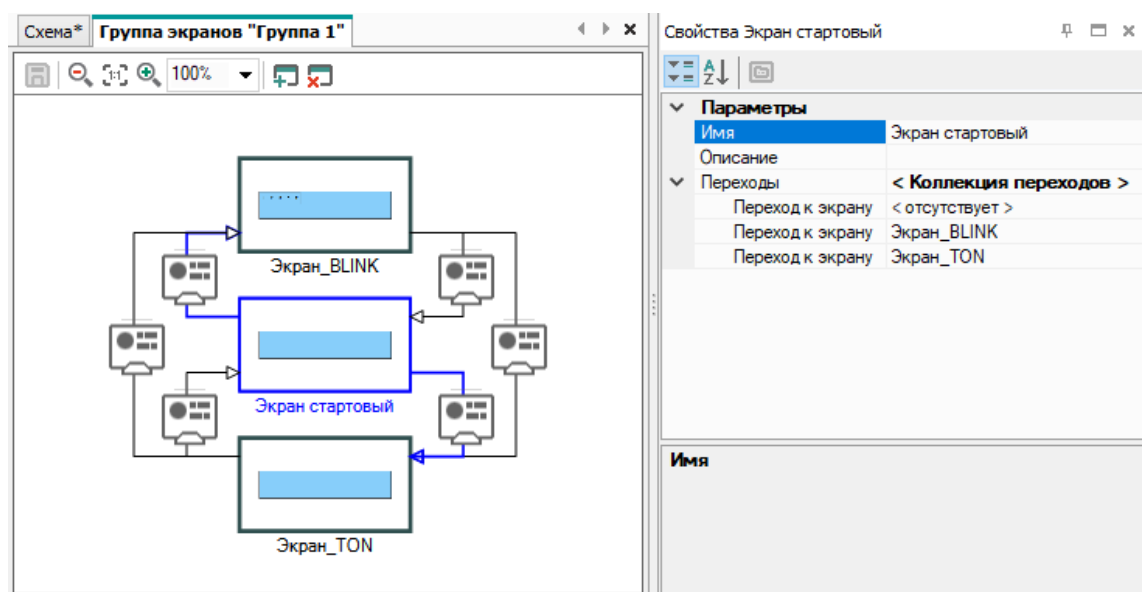 Схема*
Группа экранов "Группа 1"
100%
Экран_BLINK
Экран стартовый
Экран_TON
Свойства Экран стартовый
Параметры
Имя Экран стартовый
Описание
Переходы < Коллекция переходов >
Переход к экрану < отсутствует >
Переход к экрану Экран_BLINK
Переход к экрану Экран_TON
Имя